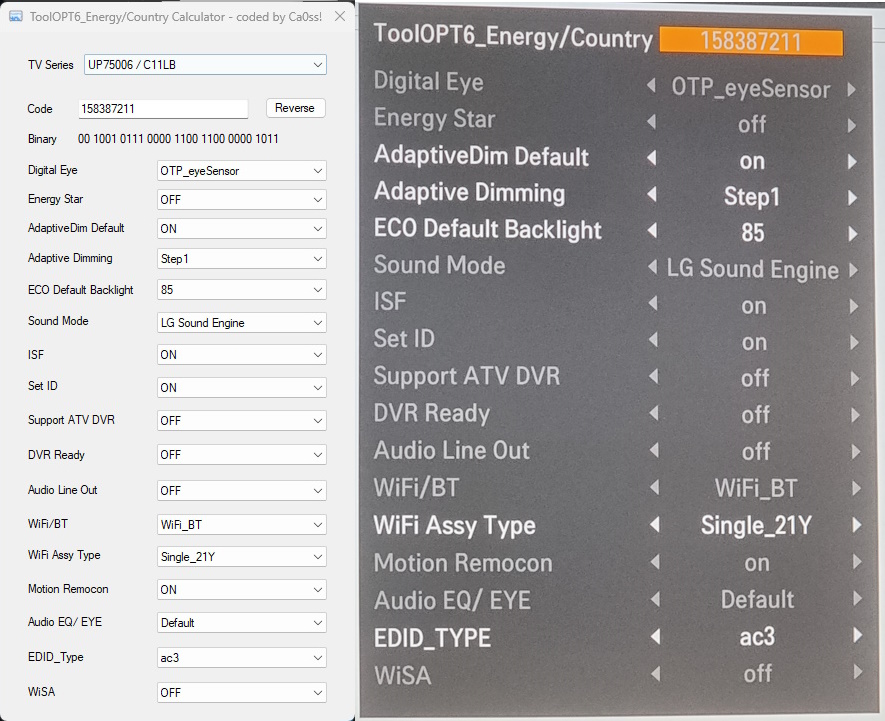 ToolOPT6_Energy/Country Calculator - coded by Ca0ss!
TV Series UP75006 / C11LB
Code 158387211 Reverse
Binary 00 1001 0111 0000 1100 1100 0000 1011
Digital Eye OTP_eyeSensor
Energy Star OFF
AdaptiveDim Default ON
Adaptive Dimming Step1
ECO Default Backlight 85
Sound Mode LG Sound Engine
ISF ON
Set ID ON
Support ATV DVR OFF
DVR Ready OFF
Audio Line Out OFF
WiFi/BT WiFi_BT
WiFi Assy Type Single_21Y
Motion Remocon ON
Audio EQ/ EYE Default
EDID_Type ac3
WiSA OFF
ToolOPT6_Energy/Country 158387211
Digital Eye OTP_eyeSensor
Energy Star off
AdaptiveDim Default on
Adaptive Dimming Step1
ECO Default Backlight 85
Sound Mode LG Sound Engine
ISF on
Set ID on
Support ATV DVR off
DVR Ready off
Audio Line Out off
WiFi/BT WiFi_BT
WiFi Assy Type Single_21Y
Motion Remocon on
Audio EQ/ EYE Default
EDID_TYPE ac3
WiSA off